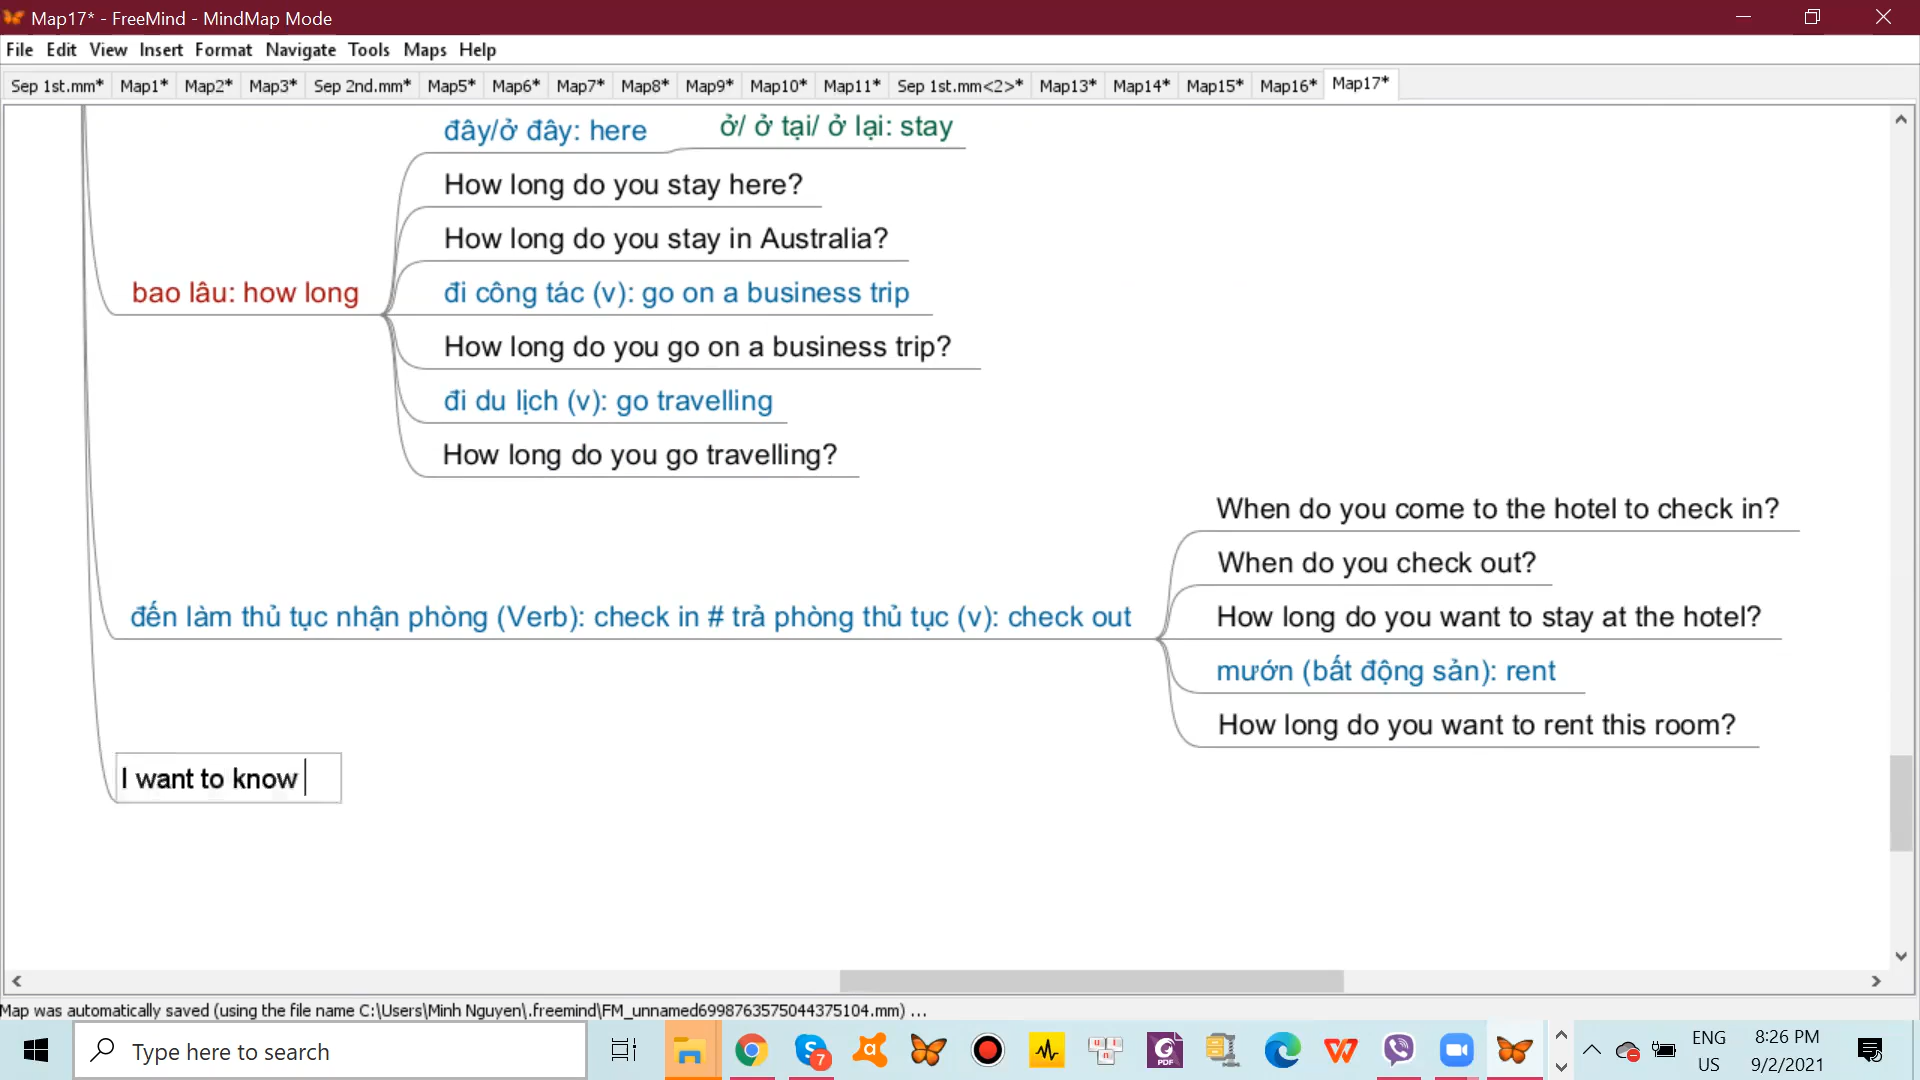 Map17* - FreeMind - MindMap Mode
File Edit View Insert Format Navigate Tools Maps Help
Sep 1st.mm* Map1* Map2* Map3* Sep 2nd.mm* Map5* Map6* Map7* Map8* Map9* Map10* Map11* Sep 1st.mm<2>* Map13* Map14* Map15* Map16* Map17*
đây/ở đây: here
ở/ ở tại/ ở lại: stay
How long do you stay here?
How long do you stay in Australia?
bao lâu: how long
đi công tác (v): go on a business trip
How long do you go on a business trip?
đi du lịch (v): go travelling
How long do you go travelling?
When do you come to the hotel to check in?
When do you check out?
đến làm thủ tục nhận phòng (Verb): check in # trả phòng thủ tục (v): check out
How long do you want to stay at the hotel?
mướn (bất động sản): rent
How long do you want to rent this room?
I want to know
Map was automatically saved (using the file name C:\Users\Minh Nguyen\.freemind\FM_unnamed6998763575044375104.mm) ...
Type here to search
7
PDF
ENG
US
8:26 PM
9/2/2021